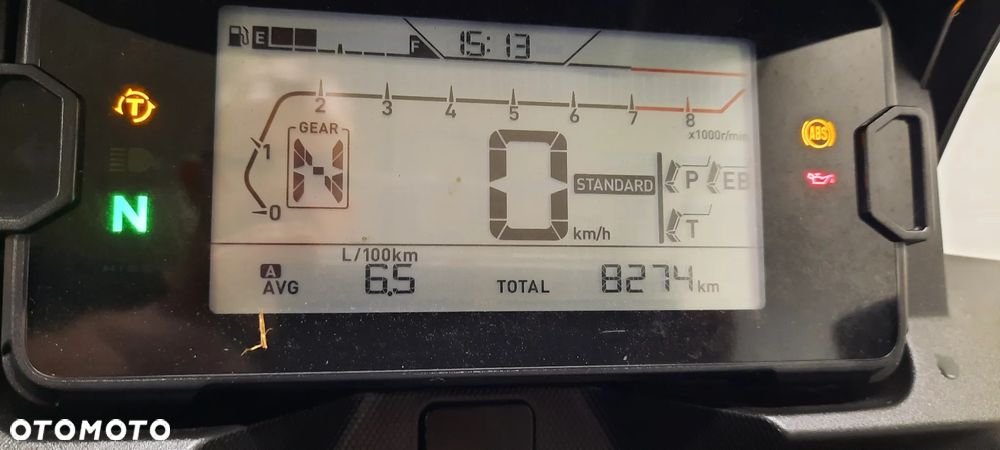 E F 15:13
2 3 4 5 6 7 8
x1000r/min
GEAR
T
ABS
1
N
0
STANDARD
P EB
T
N
0
km/h
L/100km
A
AVG 6.5 TOTAL 8274 km
OTOMOTO